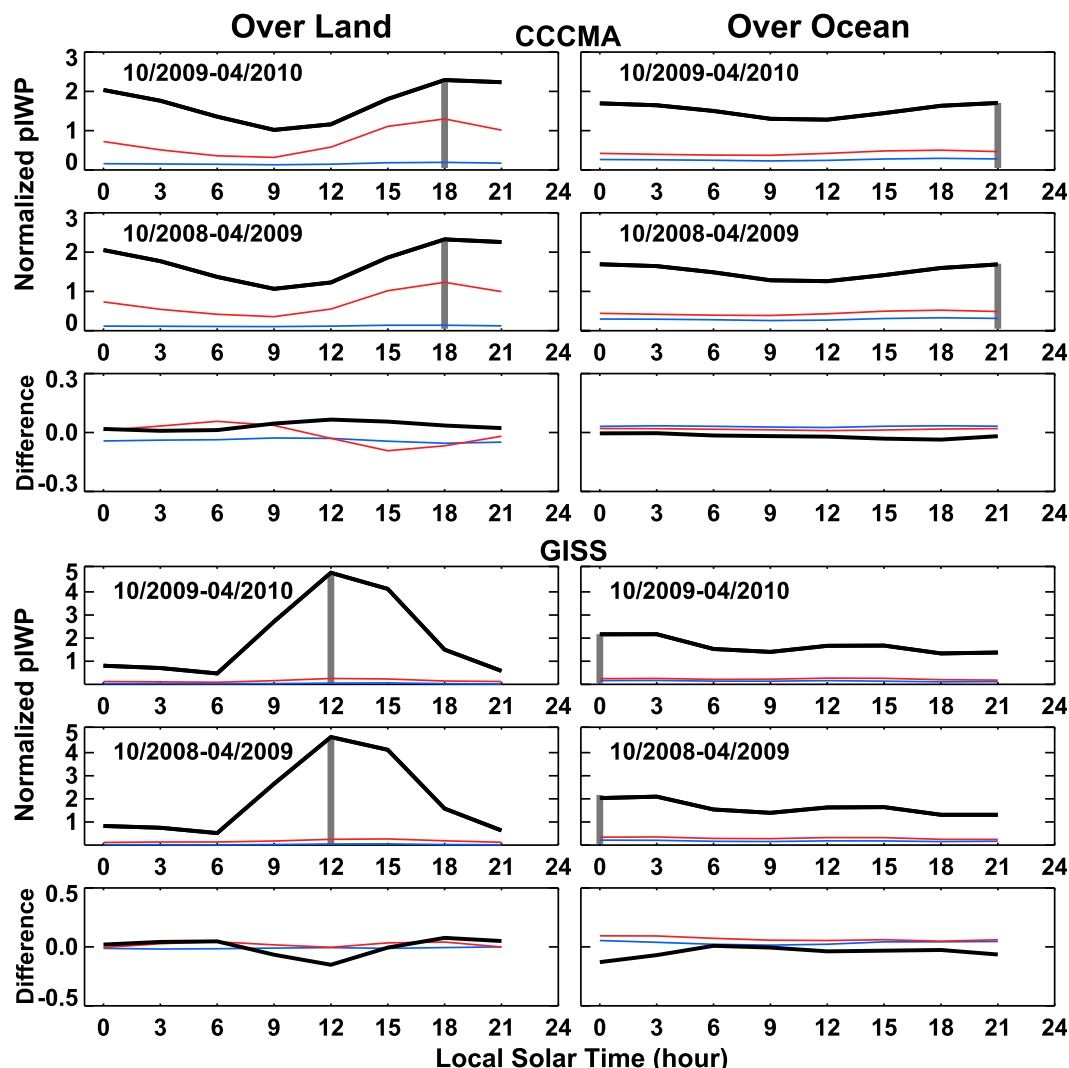 Over Land
Over Ocean
CCCMA
Normalized pIWP
3
2
1
0
10/2009-04/2010
0 3 6 9 12 15 18 21 24
10/2009-04/2010
0 3 6 9 12 15 18 21 24
3
2
1
0
10/2008-04/2009
0 3 6 9 12 15 18 21 24
10/2008-04/2009
0 3 6 9 12 15 18 21 24
Difference
0.3
0.0
-0.3
0 3 6 9 12 15 18 21 24
0 3 6 9 12 15 18 21 24
GISS
Normalized pIWP
5
4
3
2
1
10/2009-04/2010
0 3 6 9 12 15 18 21 24
10/2009-04/2010
0 3 6 9 12 15 18 21 24
5
4
3
2
1
10/2008-04/2009
0 3 6 9 12 15 18 21 24
10/2008-04/2009
0 3 6 9 12 15 18 21 24
Difference
0.5
0.0
-0.5
0 3 6 9 12 15 18 21 24
0 3 6 9 12 15 18 21 24
Local Solar Time (hour)